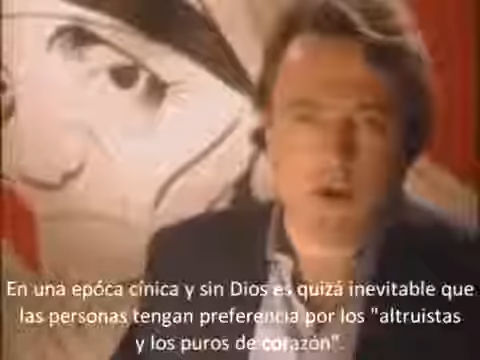 En una epóca cínica y sin Dios es quizá inevitable que
las personas tengan preferencia por los "altruistas
y los puros de corazón".